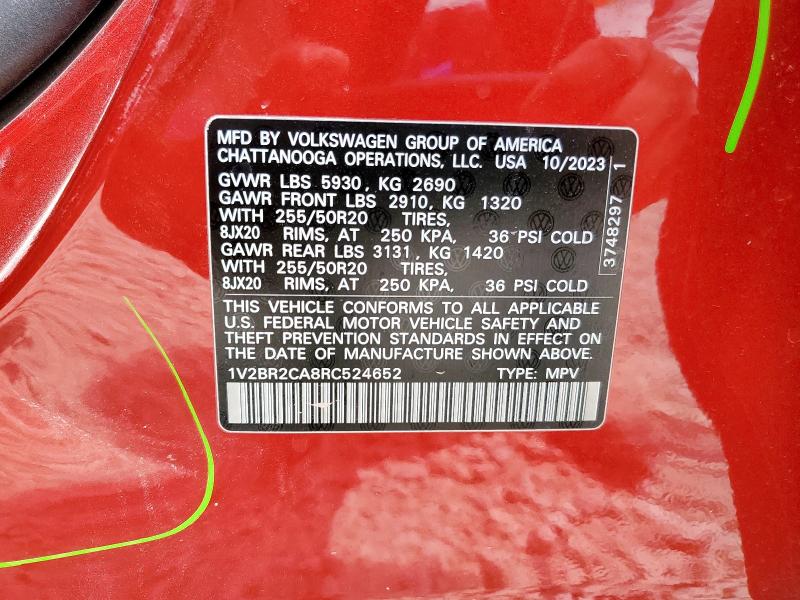 MFD BY VOLKSWAGEN GROUP OF AMERICA
CHATTANOOGA OPERATIONS, LLC. USA 10/2023
GVWR LBS 5930, KG 2690
GAWR FRONT LBS 2910, KG 1320
WITH 255/50R20 TIRES,
8JX20 RIMS, AT 250 KPA, 36 PSI COLD
GAWR REAR LBS 3131, KG 1420
WITH 255/50R20 TIRES,
8JX20 RIMS, AT 250 KPA, 36 PSI COLD
THIS VEHICLE CONFORMS TO ALL APPLICABLE
U.S. FEDERAL MOTOR VEHICLE SAFETY AND
THEFT PREVENTION STANDARDS IN EFFECT ON
THE DATE OF MANUFACTURE SHOWN ABOVE.
1V2BR2CA8RC524652 TYPE: MPV
3748297 1